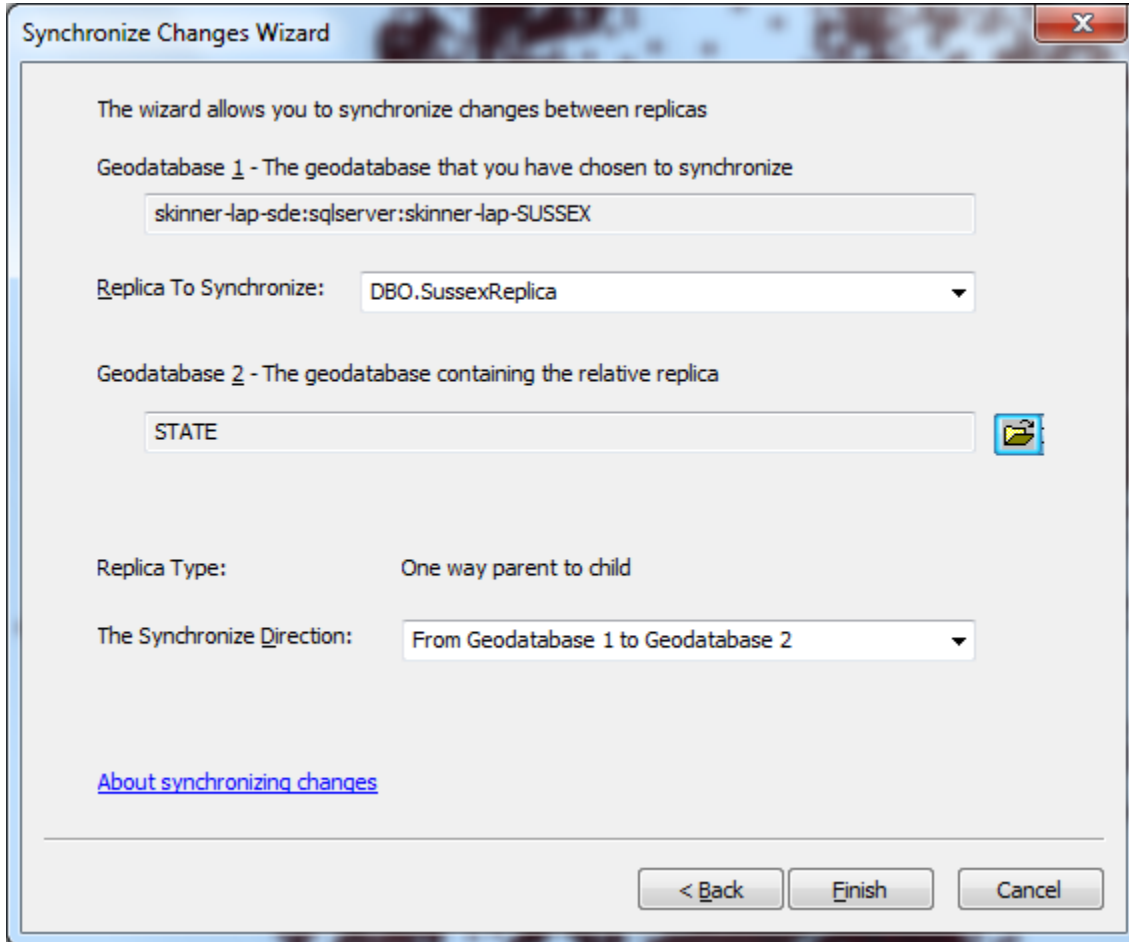 Synchronize Changes Wizard
The wizard allows you to synchronize changes between replicas
Geodatabase 1 - The geodatabase that you have chosen to synchronize
skinner-lap-sde:sqlserver:skinner-lap-SUSSEX
Replica To Synchronize: DBO.SussexReplica
Geodatabase 2 - The geodatabase containing the relative replica
STATE
Replica Type: One way parent to child
The Synchronize Direction: From Geodatabase 1 to Geodatabase 2
About synchronizing changes
< Back Finish Cancel